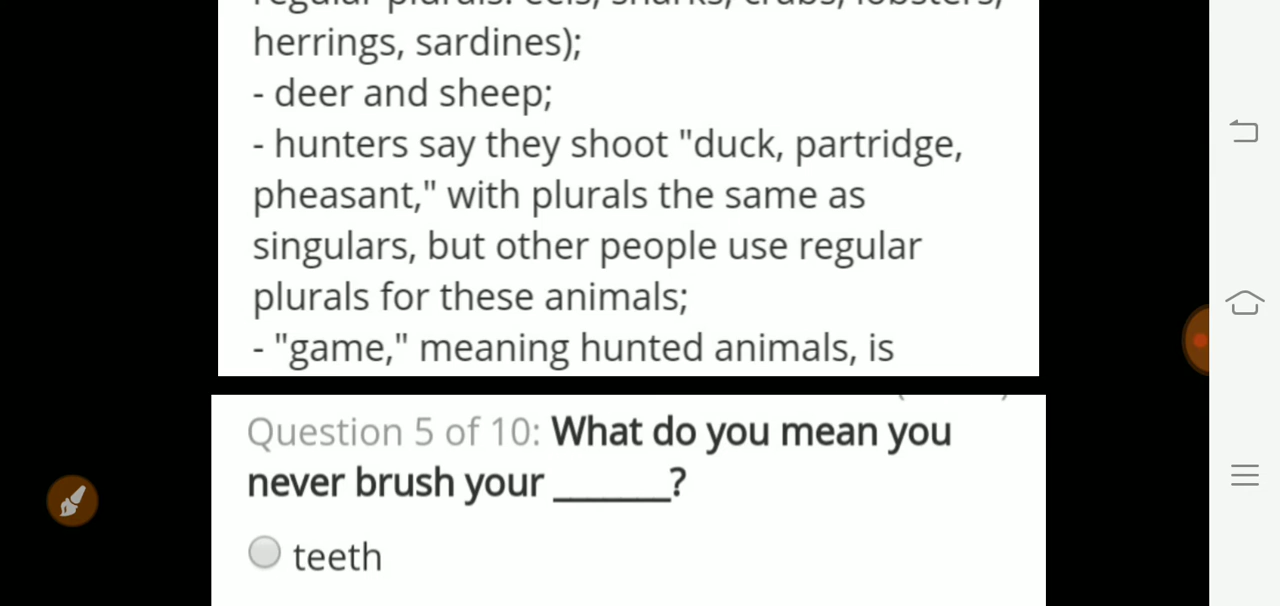 herrings, sardines);
- deer and sheep;
- hunters say they shoot "duck, partridge,
pheasant," with plurals the same as
singulars, but other people use regular
plurals for these animals;
- "game," meaning hunted animals, is
Question 5 of 10: What do you mean you
never brush your _______?
teeth